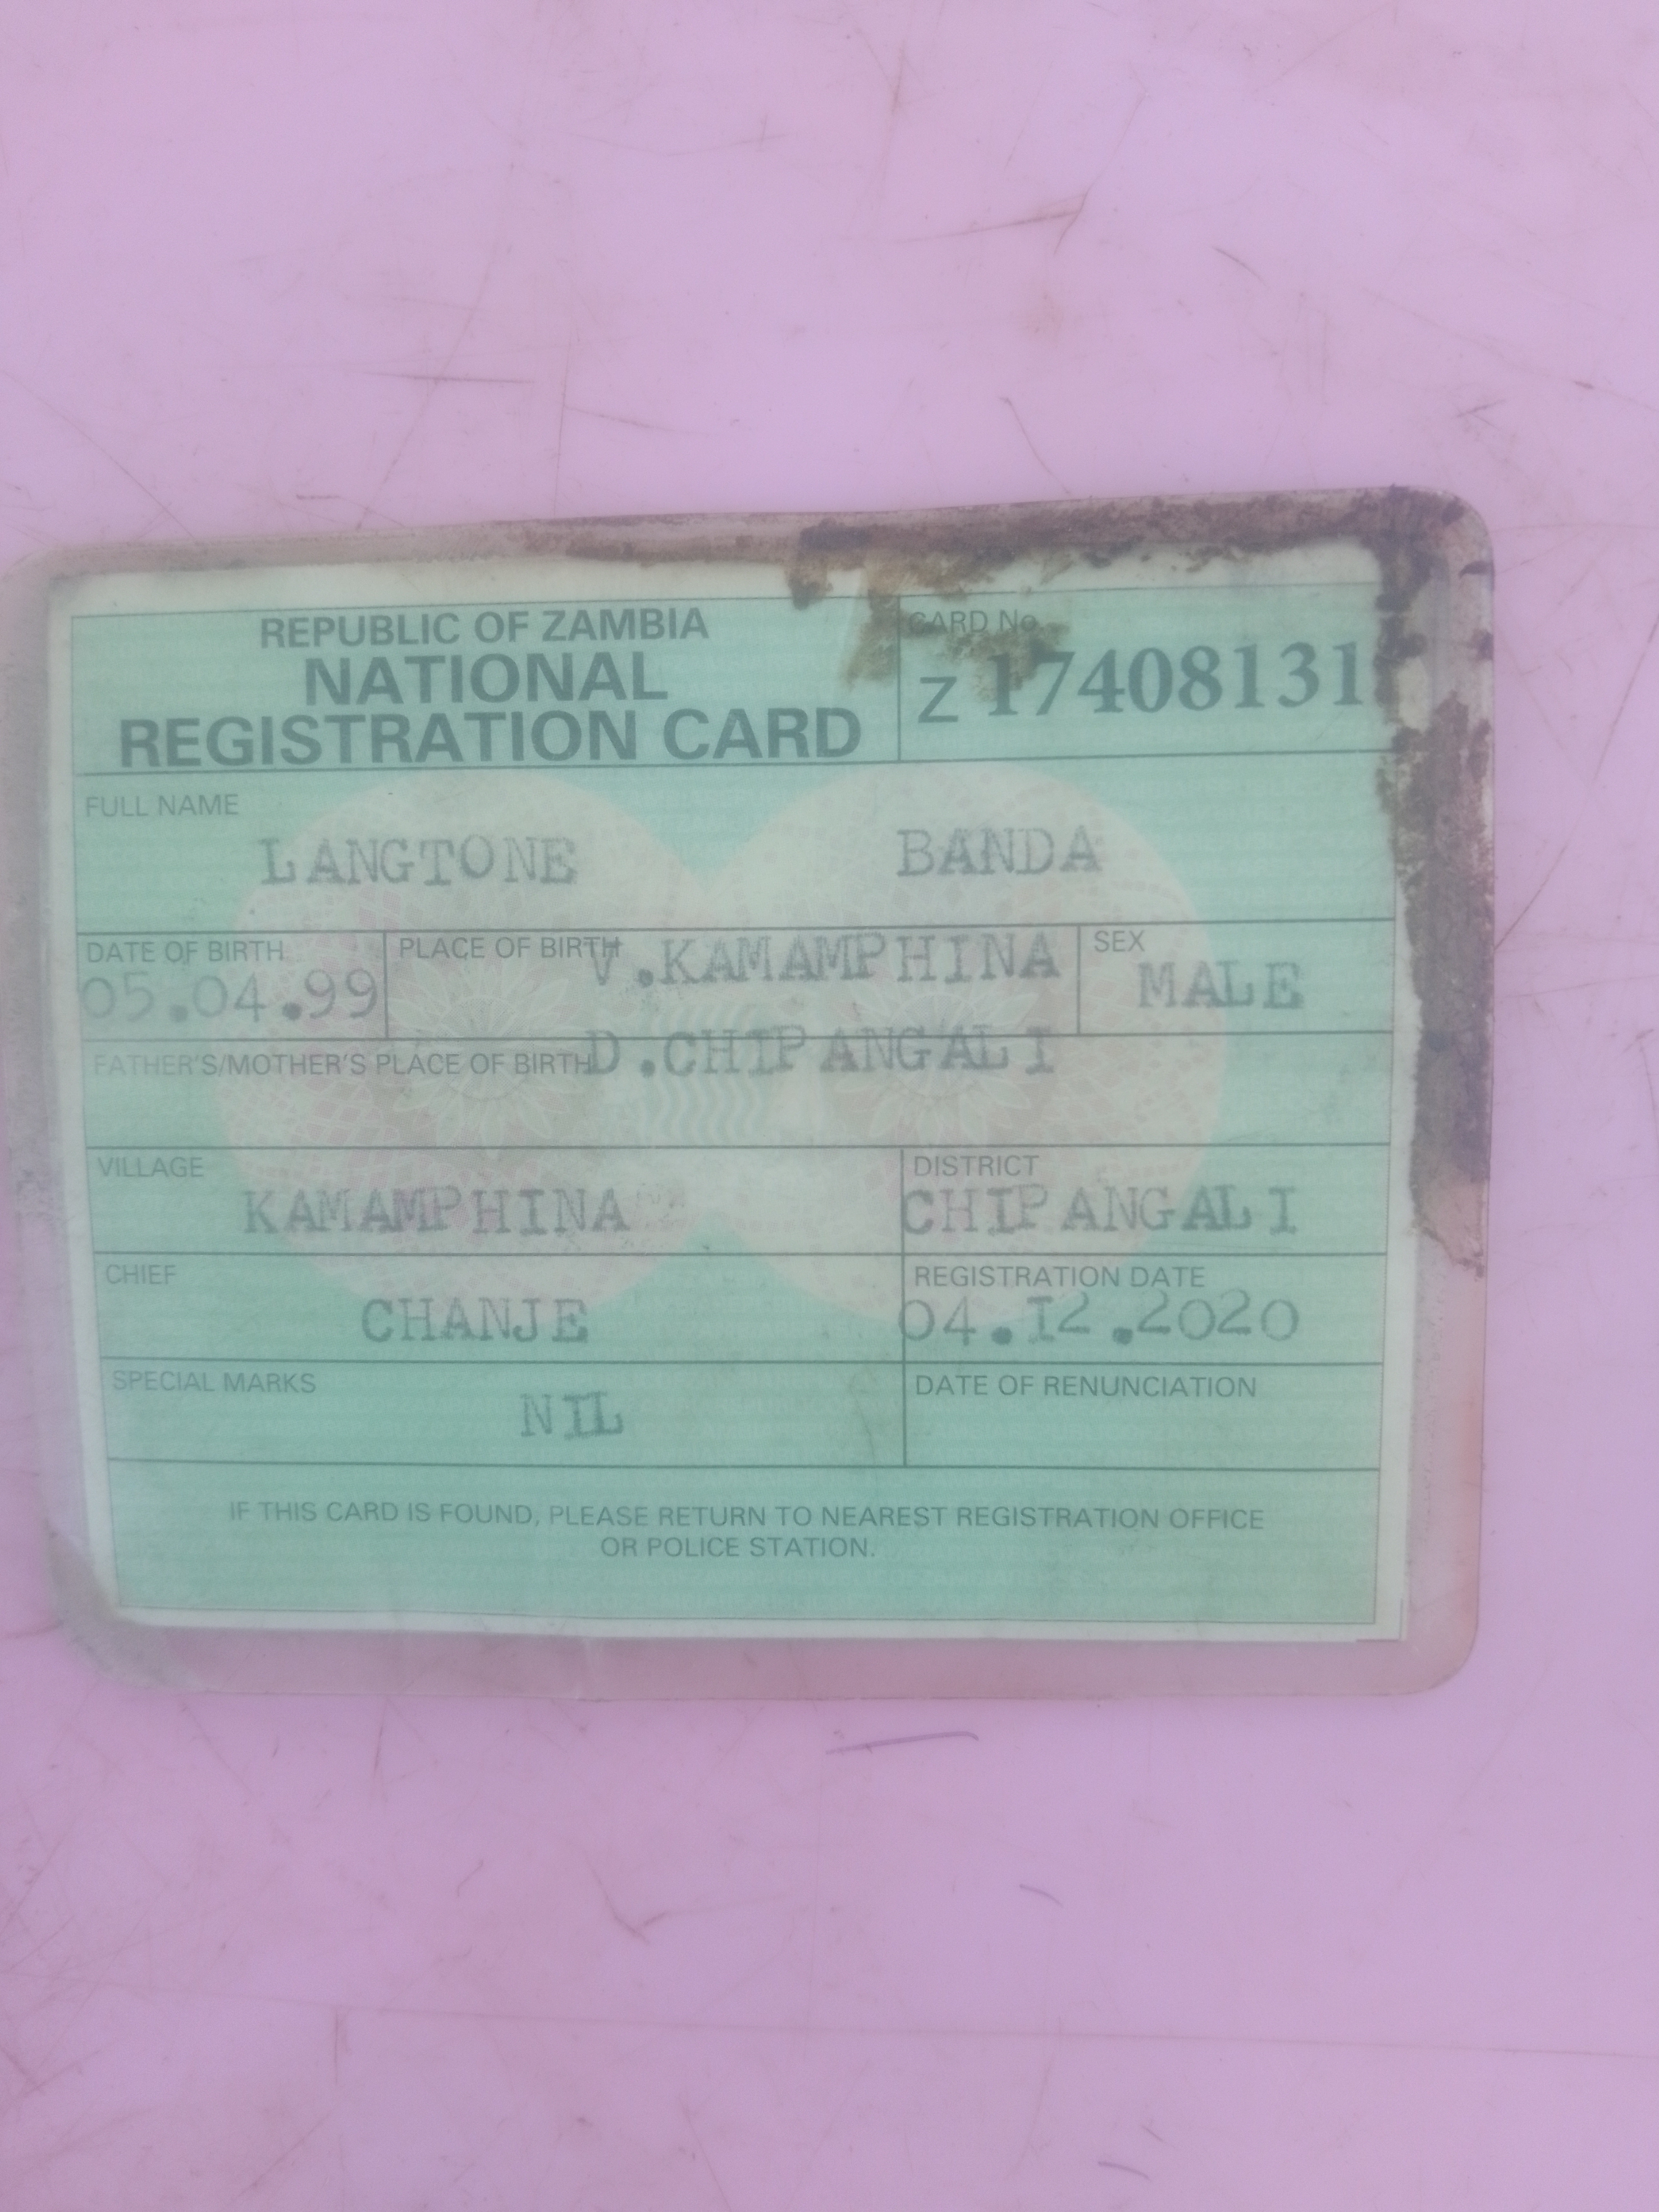 REPUBLIC OF ZAMBIA
NATIONAL
REGISTRATION CARD
CARD No.
Z 17408131
FULL NAME
LANGTONE BANDA
DATE OF BIRTH
05.04.99
PLACE OF BIRTH
V.KAMAMPHINA
D.CHIPANGALI
SEX
MALE
FATHER'S/MOTHER'S PLACE OF BIRTH
VILLAGE
KAMAMPHINA
DISTRICT
CHIPANGALI
CHIEF
CHANJE
REGISTRATION DATE
04.I2.2020
SPECIAL MARKS
NIL
DATE OF RENUNCIATION
IF THIS CARD IS FOUND, PLEASE RETURN TO NEAREST REGISTRATION OFFICE
OR POLICE STATION.